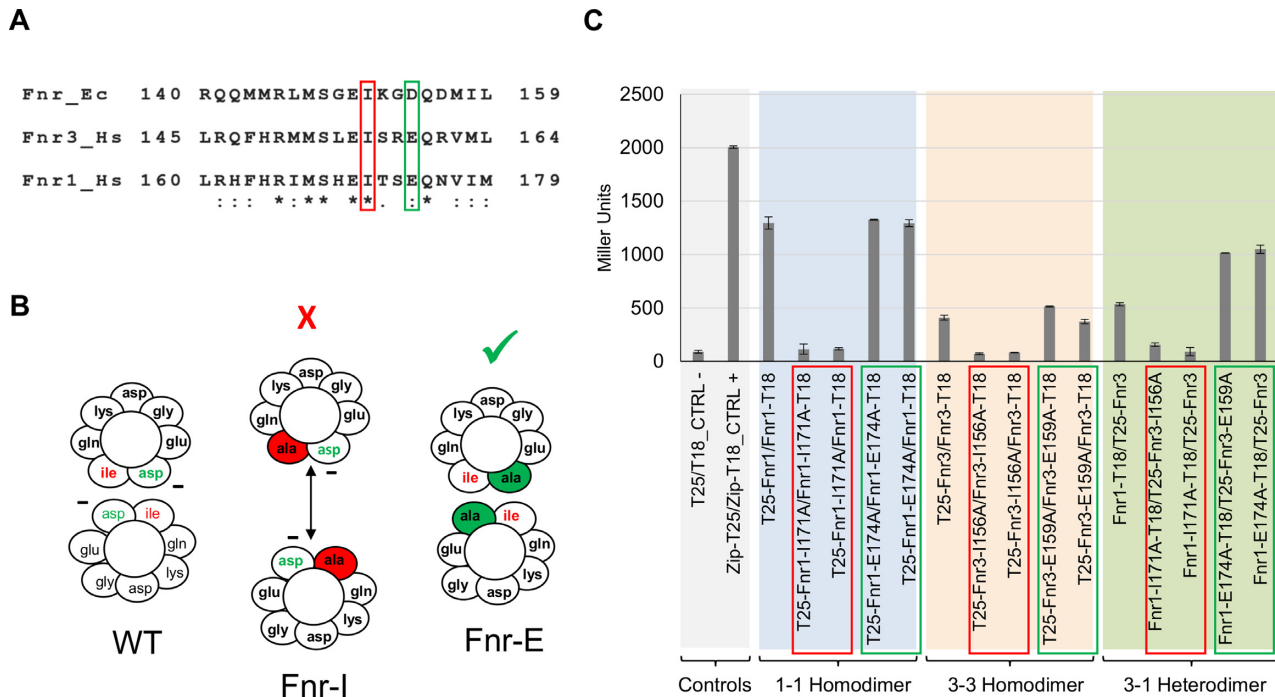 A
Fnr_Ec 140 RQQMMRLMSGEIKGDQDMIL 159
Fnr3_Hs 145 LRQFHRMMSLEISREQRVML 164
Fnr1_Hs 160 LRHFHRIMSHEITSEQNVIM 179
: : : * : * * * * . : * : : :
B
X
✓
asp
lys gly
gln glu
ile asp
–
–
asp ile
glu gln
gly lys
asp
WT
asp
lys gly
gln glu
ala asp
–
–
asp ala
glu gln
gly lys
asp
Fnr-I
asp
lys gly
gln glu
ile ala
ala ile
glu gln
gly lys
asp
Fnr-E
C
Miller Units
2500
2000
1500
1000
500
0
T25/T18_CTRL -
Zip-T25/Zip-T18_CTRL +
T25-Fnr1/Fnr1-T18
T25-Fnr1-I171A/Fnr1-I171A-T18
T25-Fnr1-I171A/Fnr1-T18
T25-Fnr1-E174A/Fnr1-E174A-T18
T25-Fnr1-E174A/Fnr1-T18
T25-Fnr3/Fnr3-T18
T25-Fnr3-I156A/Fnr3-I156A-T18
T25-Fnr3-I156A/Fnr3-T18
T25-Fnr3-E159A/Fnr3-E159A-T18
T25-Fnr3-E159A/Fnr3-T18
Fnr1-T18/T25-Fnr3
Fnr1-I171A-T18/T25-Fnr3-I156A
Fnr1-I171A-T18/T25-Fnr3
Fnr1-E174A-T18/T25-Fnr3-E159A
Fnr1-E174A-T18/T25-Fnr3
Controls 1-1 Homodimer 3-3 Homodimer 3-1 Heterodimer